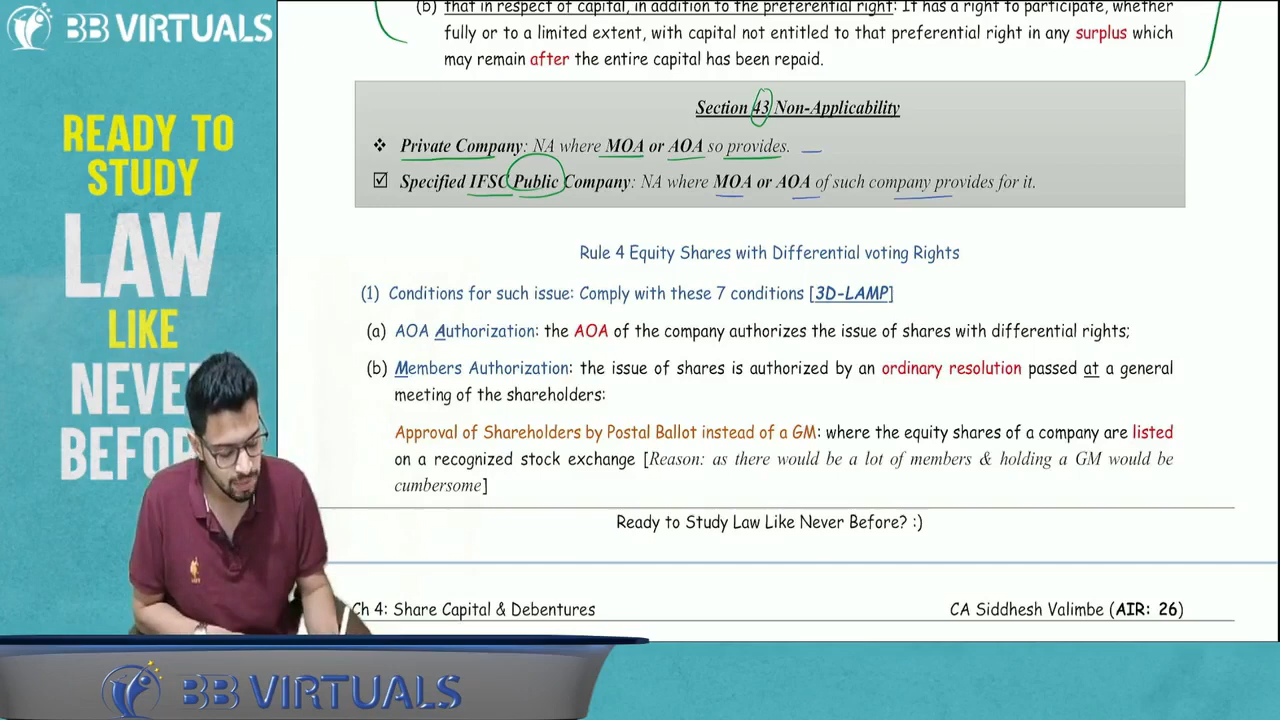 BB VIRTUALS
READY TO
STUDY
LAW
LIKE
NEVER
BEFO
(b) that in respect of capital, in addition to the preferential right: It has a right to participate, whether
fully or to a limited extent, with capital not entitled to that preferential right in any surplus which
may remain after the entire capital has been repaid.
Section 43 Non-Applicability
❖ Private Company: NA where MOA or AOA so provides.
☑ Specified IFSC Public Company: NA where MOA or AOA of such company provides for it.
Rule 4 Equity Shares with Differential voting Rights
(1) Conditions for such issue: Comply with these 7 conditions [3D-LAMP]
(a) AOA Authorization: the AOA of the company authorizes the issue of shares with differential rights;
(b) Members Authorization: the issue of shares is authorized by an ordinary resolution passed at a general
meeting of the shareholders:
Approval of Shareholders by Postal Ballot instead of a GM: where the equity shares of a company are listed
on a recognized stock exchange [Reason: as there would be a lot of members & holding a GM would be
cumbersome]
Ready to Study Law Like Never Before? :)
Ch 4: Share Capital & Debentures CA Siddhesh Valimbe (AIR: 26)
BB VIRTUALS